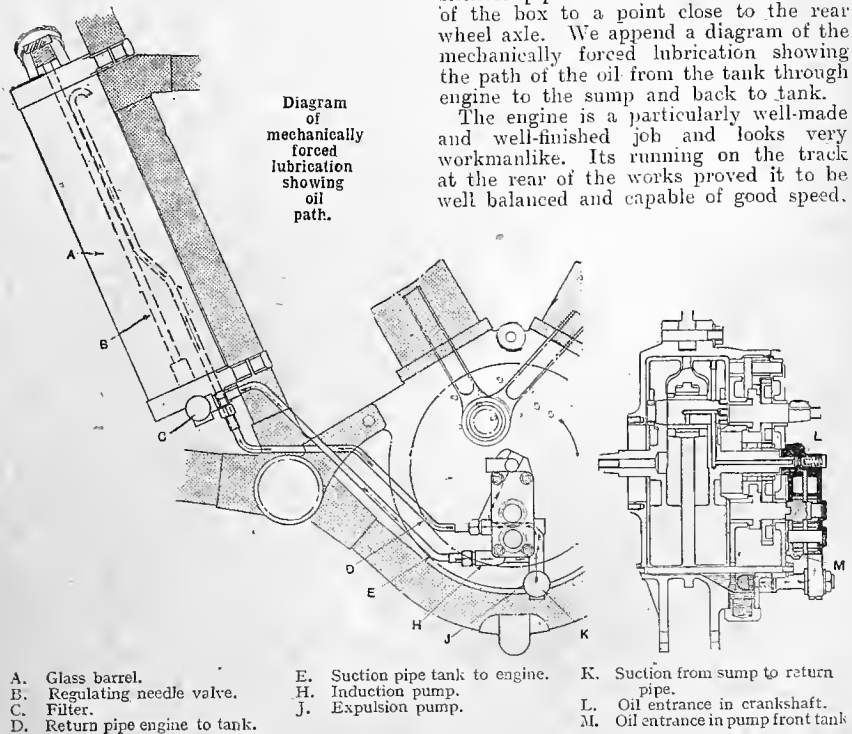 of the box to a point close to the rear
wheel axle. We append a diagram of the
mechanically forced lubrication showing
the path of the oil from the tank through
engine to the sump and back to tank.
The engine is a particularly well-made
and well-finished job and looks very
workmanlike. Its running on the track
at the rear of the works proved it to be
well balanced and capable of good speed.
Diagram
of
mechanically
forced
lubrication
showing
oil
path.
A
B
C
D
E
H
J
K
L
M
A. Glass barrel.
B. Regulating needle valve.
C. Filter.
D. Return pipe engine to tank.
E. Suction pipe tank to engine.
H. Induction pump.
J. Expulsion pump.
K. Suction from sump to return
pipe.
L. Oil entrance in crankshaft.
M. Oil entrance in pump front tank